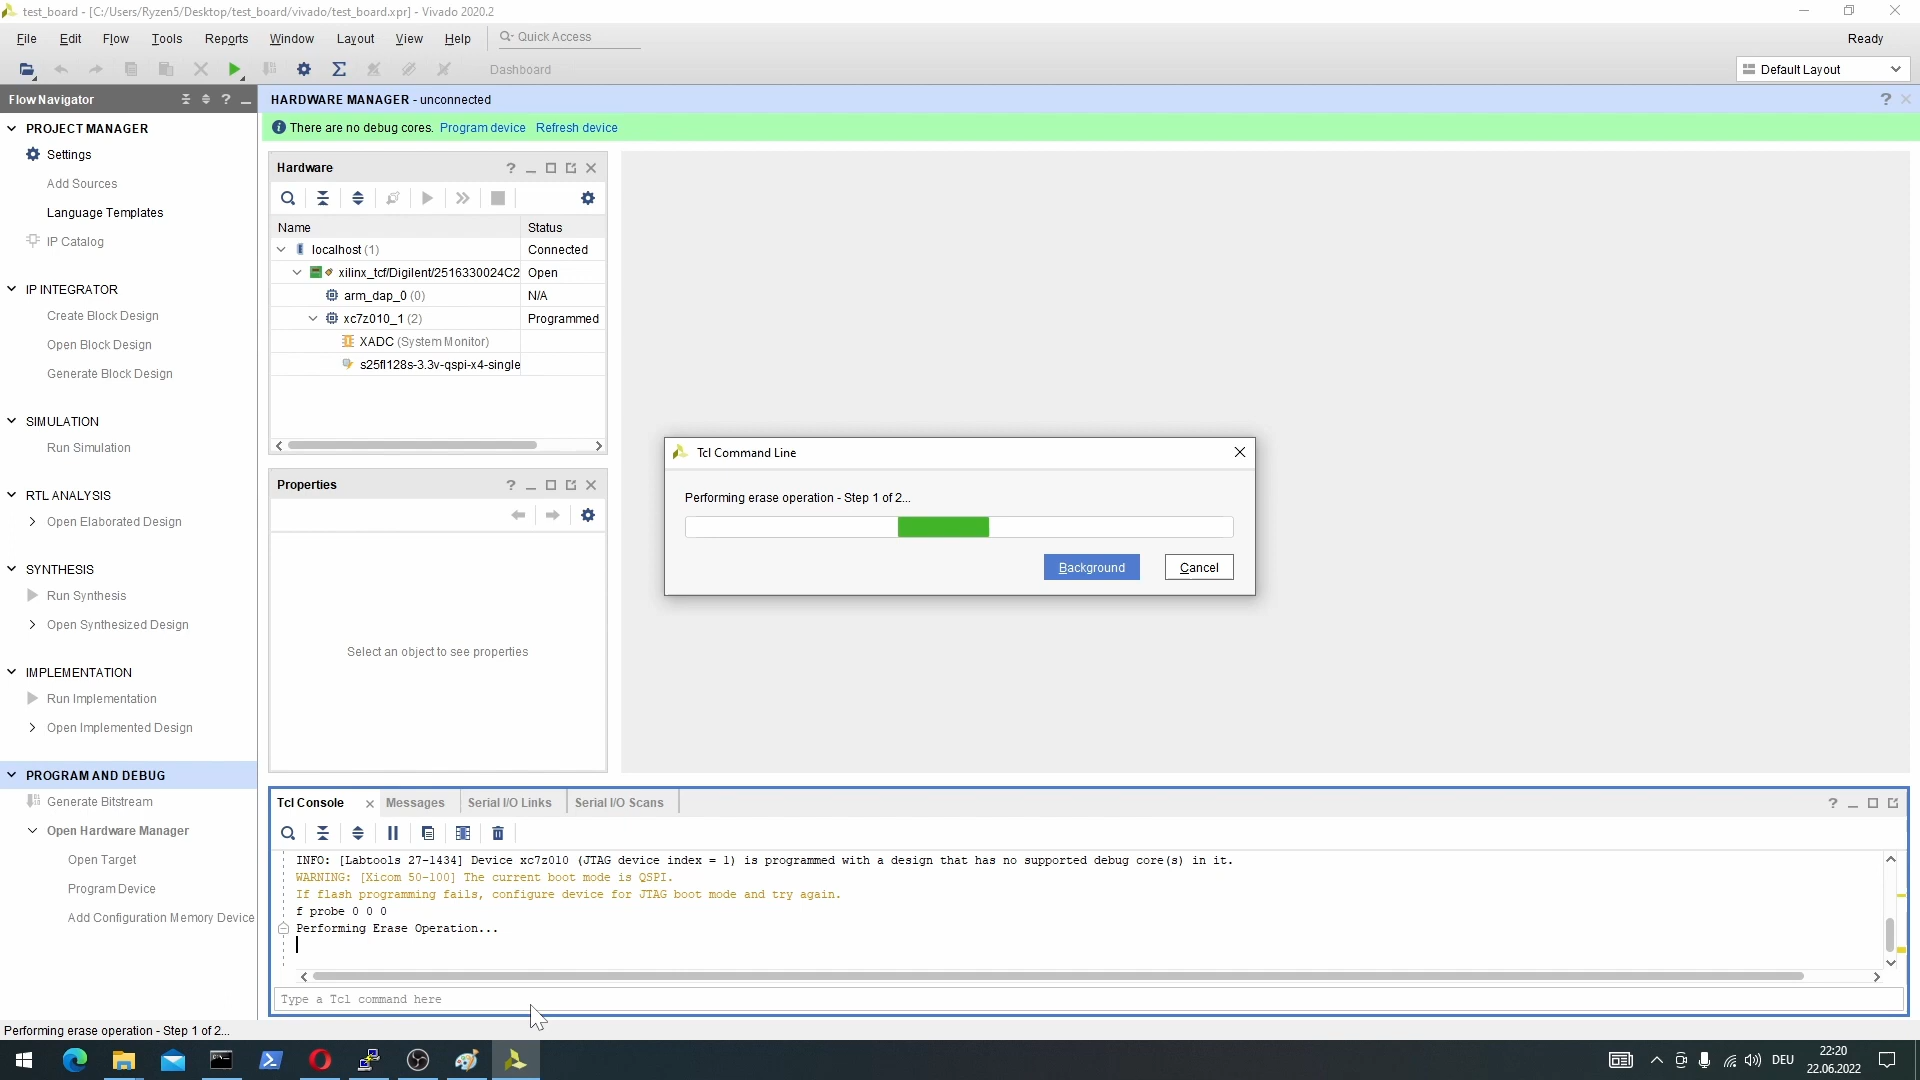 test_board - [C:/Users/Ryzen5/Desktop/test_board/vivado/test_board.xpr] - Vivado 2020.2
File Edit Flow Tools Reports Window Layout View Help Quick Access Ready
Dashboard Default Layout
Flow Navigator
PROJECT MANAGER
Settings
Add Sources
Language Templates
IP Catalog
IP INTEGRATOR
Create Block Design
Open Block Design
Generate Block Design
SIMULATION
Run Simulation
RTL ANALYSIS
Open Elaborated Design
SYNTHESIS
Run Synthesis
Open Synthesized Design
IMPLEMENTATION
Run Implementation
Open Implemented Design
PROGRAM AND DEBUG
Generate Bitstream
Open Hardware Manager
Open Target
Program Device
Add Configuration Memory Device
HARDWARE MANAGER - unconnected
There are no debug cores. Program device Refresh device
Hardware
Name Status
localhost (1) Connected
xilinx_tcf/Digilent/2516330024C2 Open
arm_dap_0 (0) N/A
xc7z010_1 (2) Programmed
XADC (System Monitor)
s25fl128s-3.3v-qspi-x4-single
Properties
Select an object to see properties
Tcl Command Line
Performing erase operation - Step 1 of 2...
Background Cancel
Tcl Console Messages Serial I/O Links Serial I/O Scans
INFO: [Labtools 27-1434] Device xc7z010 (JTAG device index = 1) is programmed with a design that has no supported debug core(s) in it.
WARNING: [Xicom 50-100] The current boot mode is QSPI.
If flash programming fails, configure device for JTAG boot mode and try again.
f probe 0 0 0
Performing Erase Operation...
Type a Tcl command here
Performing erase operation - Step 1 of 2...
DEU
22:20
22.06.2022